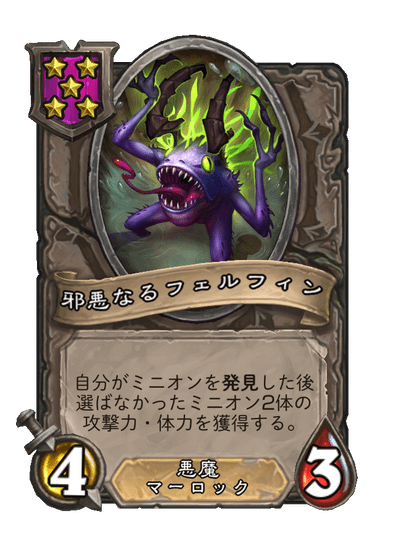 邪悪なるフェルフィン
自分がミニオンを発見した後
選ばなかったミニオン2体の
攻撃力・体力を獲得する。
4
悪魔
マーロック
3